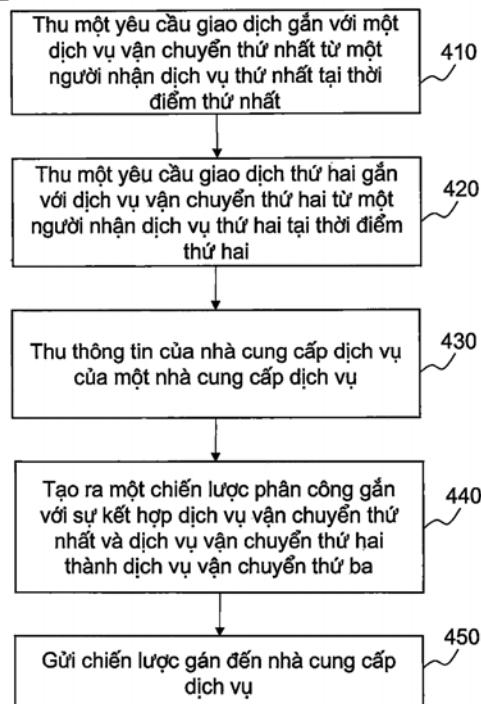 Thu một yêu cầu giao dịch gắn với một
dịch vụ vận chuyển thứ nhất từ một
người nhận dịch vụ thứ nhất tại thời
điểm thứ nhất
410
Thu một yêu cầu giao dịch thứ hai gắn
với dịch vụ vận chuyển thứ hai từ một
người nhận dịch vụ thứ hai tại thời điểm
thứ hai
420
Thu thông tin của nhà cung cấp dịch vụ
của một nhà cung cấp dịch vụ
430
Tạo ra một chiến lược phân công gắn
với sự kết hợp dịch vụ vận chuyển thứ
nhất và dịch vụ vận chuyển thứ hai
thành dịch vụ vận chuyển thứ ba
440
Gửi chiến lược gán đến nhà cung cấp
dịch vụ
450